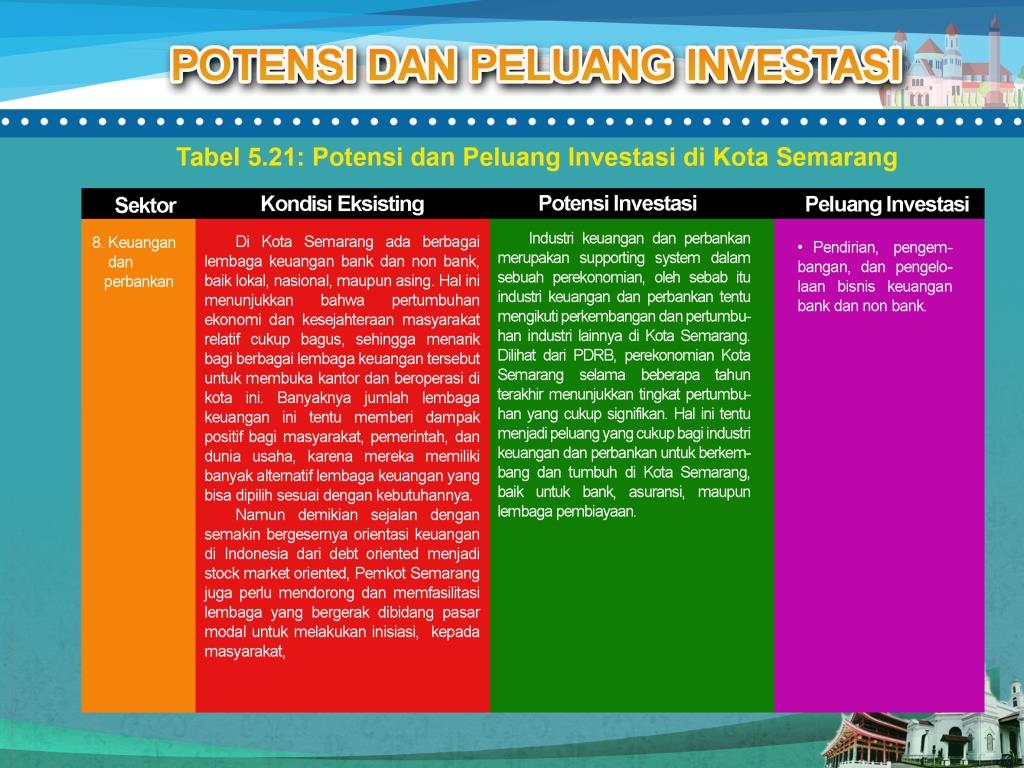 POTENSI DAN PELUANG INVESTASI
Tabel 5.21: Potensi dan Peluang Investasi di Kota Semarang
Sektor
Kondisi Eksisting
Potensi Investasi
Peluang Investasi
8. Keuangan
dan
perbankan
Di Kota Semarang ada berbagai
lembaga keuangan bank dan non bank,
baik lokal, nasional, maupun asing. Hal ini
menunjukkan bahwa pertumbuhan
ekonomi dan kesejahteraan masyarakat
relatif cukup bagus, sehingga menarik
bagi berbagai lembaga keuangan tersebut
untuk membuka kantor dan beroperasi di
kota ini. Banyaknya jumlah lembaga
keuangan ini tentu memberi dampak
positif bagi masyarakat, pemerintah, dan
dunia usaha, karena mereka memiliki
banyak alternatif lembaga keuangan yang
bisa dipilih sesuai dengan kebutuhannya.
Namun demikian sejalan dengan
semakin bergesernya orientasi keuangan
di Indonesia dari debt oriented menjadi
stock market oriented, Pemkot Semarang
juga perlu mendorong dan memfasilitasi
lembaga yang bergerak dibidang pasar
modal untuk melakukan inisiasi, kepada
masyarakat,
Industri keuangan dan perbankan
merupakan supporting system dalam
sebuah perekonomian, oleh sebab itu
industri keuangan dan perbankan tentu
mengikuti perkembangan dan pertumbu-
han industri lainnya di Kota Semarang.
Dilihat dari PDRB, perekonomian Kota
Semarang selama beberapa tahun
terakhir menunjukkan tingkat pertumbu-
han yang cukup signifikan. Hal ini tentu
menjadi peluang yang cukup bagi industri
keuangan dan perbankan untuk berkem-
bang dan tumbuh di Kota Semarang,
baik untuk bank, asuransi, maupun
lembaga pembiayaan.
• Pendirian, pengem-
bangan, dan pengelo-
laan bisnis keuangan
bank dan non bank.